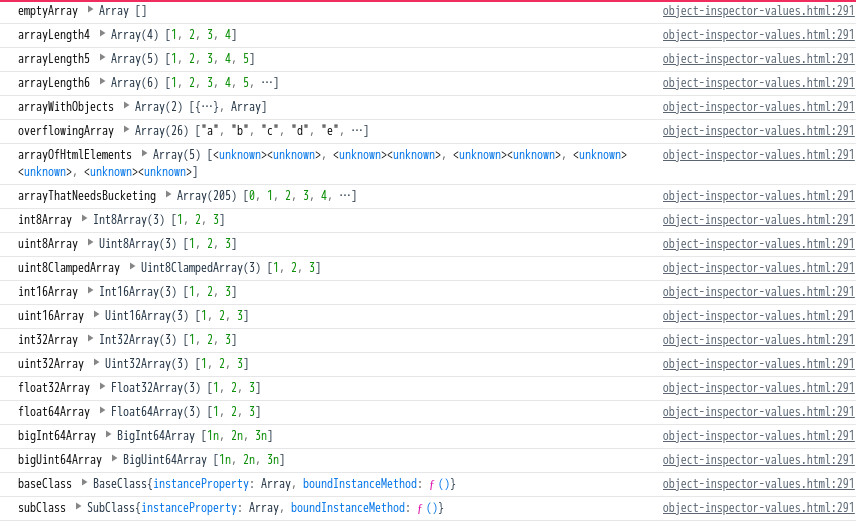 emptyArray ▶ Array [] object-inspector-values.html:291
arrayLength4 ▶ Array(4) [1, 2, 3, 4] object-inspector-values.html:291
arrayLength5 ▶ Array(5) [1, 2, 3, 4, 5] object-inspector-values.html:291
arrayLength6 ▶ Array(6) [1, 2, 3, 4, 5, …] object-inspector-values.html:291
arrayWithObjects ▶ Array(2) [{…}, Array] object-inspector-values.html:291
overflowingArray ▶ Array(26) ["a", "b", "c", "d", "e", …] object-inspector-values.html:291
arrayOfHtmlElements ▶ Array(5) [<unknown><unknown>, <unknown><unknown>, <unknown><unknown>, <unknown> object-inspector-values.html:291
<unknown>, <unknown><unknown>]
arrayThatNeedsBucketing ▶ Array(205) [0, 1, 2, 3, 4, …] object-inspector-values.html:291
int8Array ▶ Int8Array(3) [1, 2, 3] object-inspector-values.html:291
uint8Array ▶ Uint8Array(3) [1, 2, 3] object-inspector-values.html:291
uint8ClampedArray ▶ Uint8ClampedArray(3) [1, 2, 3] object-inspector-values.html:291
int16Array ▶ Int16Array(3) [1, 2, 3] object-inspector-values.html:291
uint16Array ▶ Uint16Array(3) [1, 2, 3] object-inspector-values.html:291
int32Array ▶ Int32Array(3) [1, 2, 3] object-inspector-values.html:291
uint32Array ▶ Uint32Array(3) [1, 2, 3] object-inspector-values.html:291
float32Array ▶ Float32Array(3) [1, 2, 3] object-inspector-values.html:291
float64Array ▶ Float64Array(3) [1, 2, 3] object-inspector-values.html:291
bigInt64Array ▶ BigInt64Array [1n, 2n, 3n] object-inspector-values.html:291
bigUint64Array ▶ BigUint64Array [1n, 2n, 3n] object-inspector-values.html:291
baseClass ▶ BaseClass{instanceProperty: Array, boundInstanceMethod: ƒ ()} object-inspector-values.html:291
subClass ▶ SubClass{instanceProperty: Array, boundInstanceMethod: ƒ ()} object-inspector-values.html:291